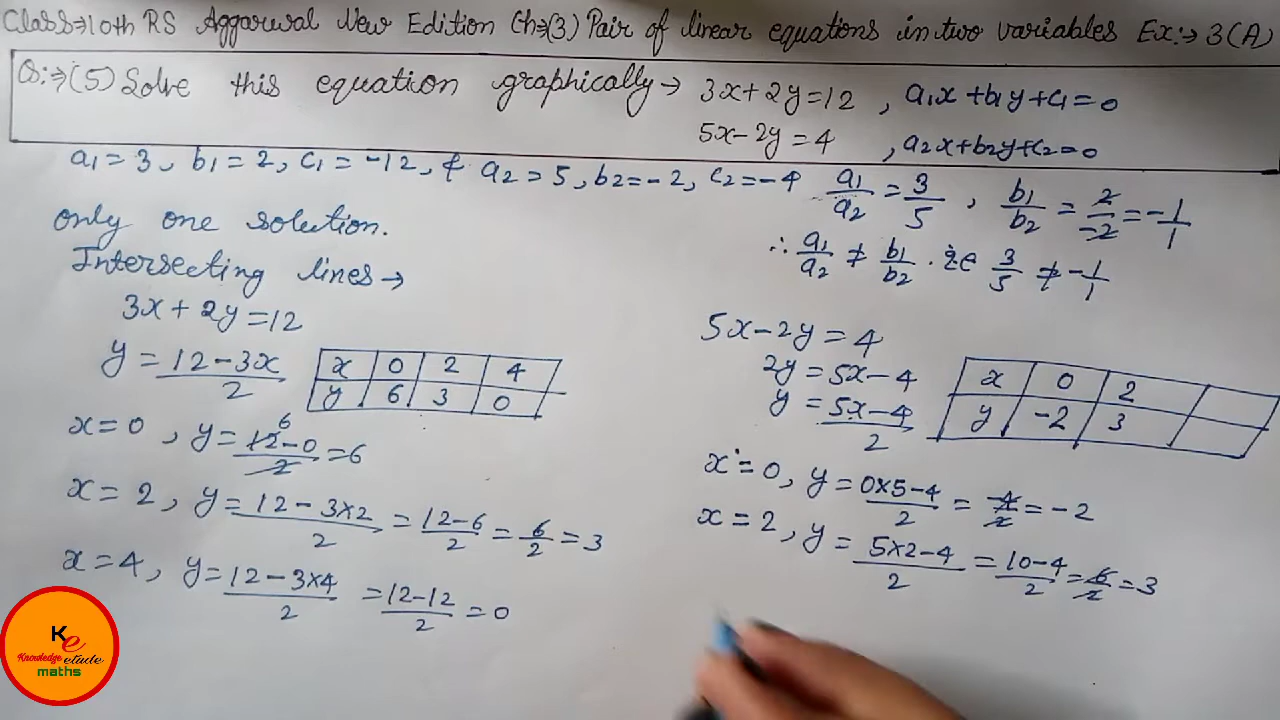 Class⇒10th RS Aggarwal New Edition Ch⇒(3) Pair of linear equations in two variables Ex:⇒ 3(A)
Q:⇒(5) Solve this equation graphically→ 3x+2y=12 , a₁x+b₁y+c₁=0
5x-2y=4 , a₂x+b₂y+c₂=0
a₁=3, b₁=2, c₁=-12, & a₂=5, b₂=-2, c₂=-4 a₁/a₂ = 3/5 , b₁/b₂ = 2/-2 = -1/1
only one solution.
∴ a₁/a₂ ≠ b₁/b₂ . i.e 3/5 ≠ -1/1
Intersecting lines→
3x+2y=12
y = 12-3x/2
x 0 2 4
y 6 3 0
x=0, y= 12-0/2 =6
6
x=2, y= 12-3×2/2 = 12-6/2 = 6/2 =3
x=4, y= 12-3×4/2 = 12-12/2 =0
5x-2y=4
2y=5x-4
y = 5x-4/2
x 0 2
y -2 3
x=0, y= 0×5-4/2 = -4/2 = -2
x=2, y= 5×2-4/2 = 10-4/2 = 6/2 =3
Ke
Knowledge etade
maths